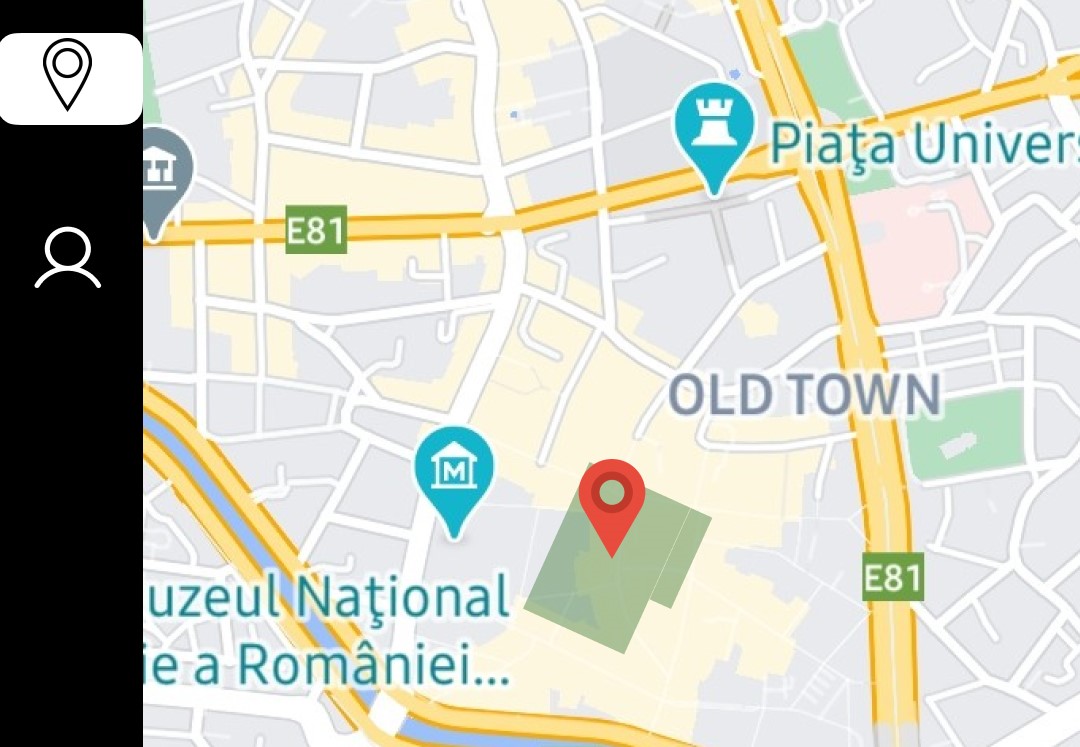 Piaţa Univers
E81
OLD TOWN
E81
uzeul Naţional
ie a României...
M